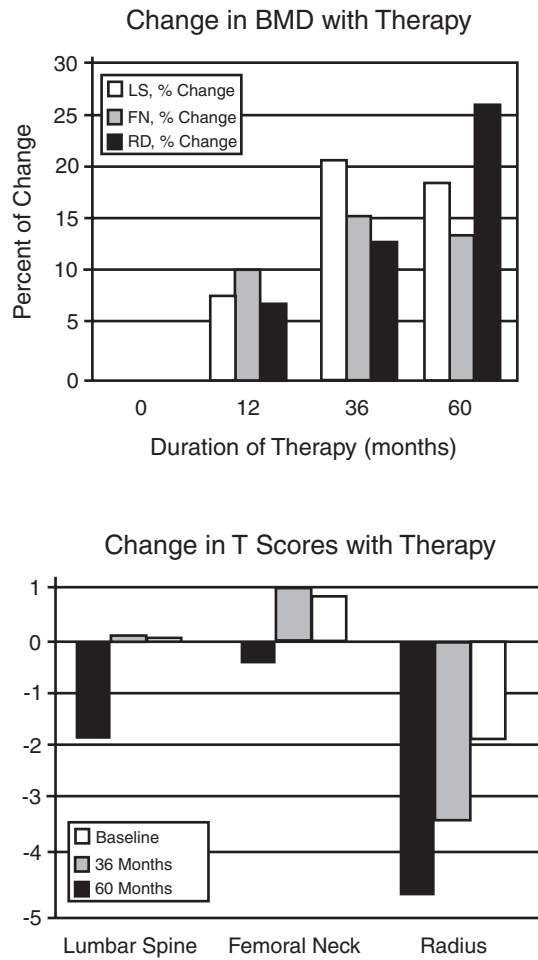 Change in BMD with Therapy
30
25
20
15
10
5
0
Percent of Change
LS, % Change
FN, % Change
RD, % Change
0 12 36 60
Duration of Therapy (months)
Change in T Scores with Therapy
1
0
-1
-2
-3
-4
-5
Baseline
36 Months
60 Months
Lumbar Spine Femoral Neck Radius